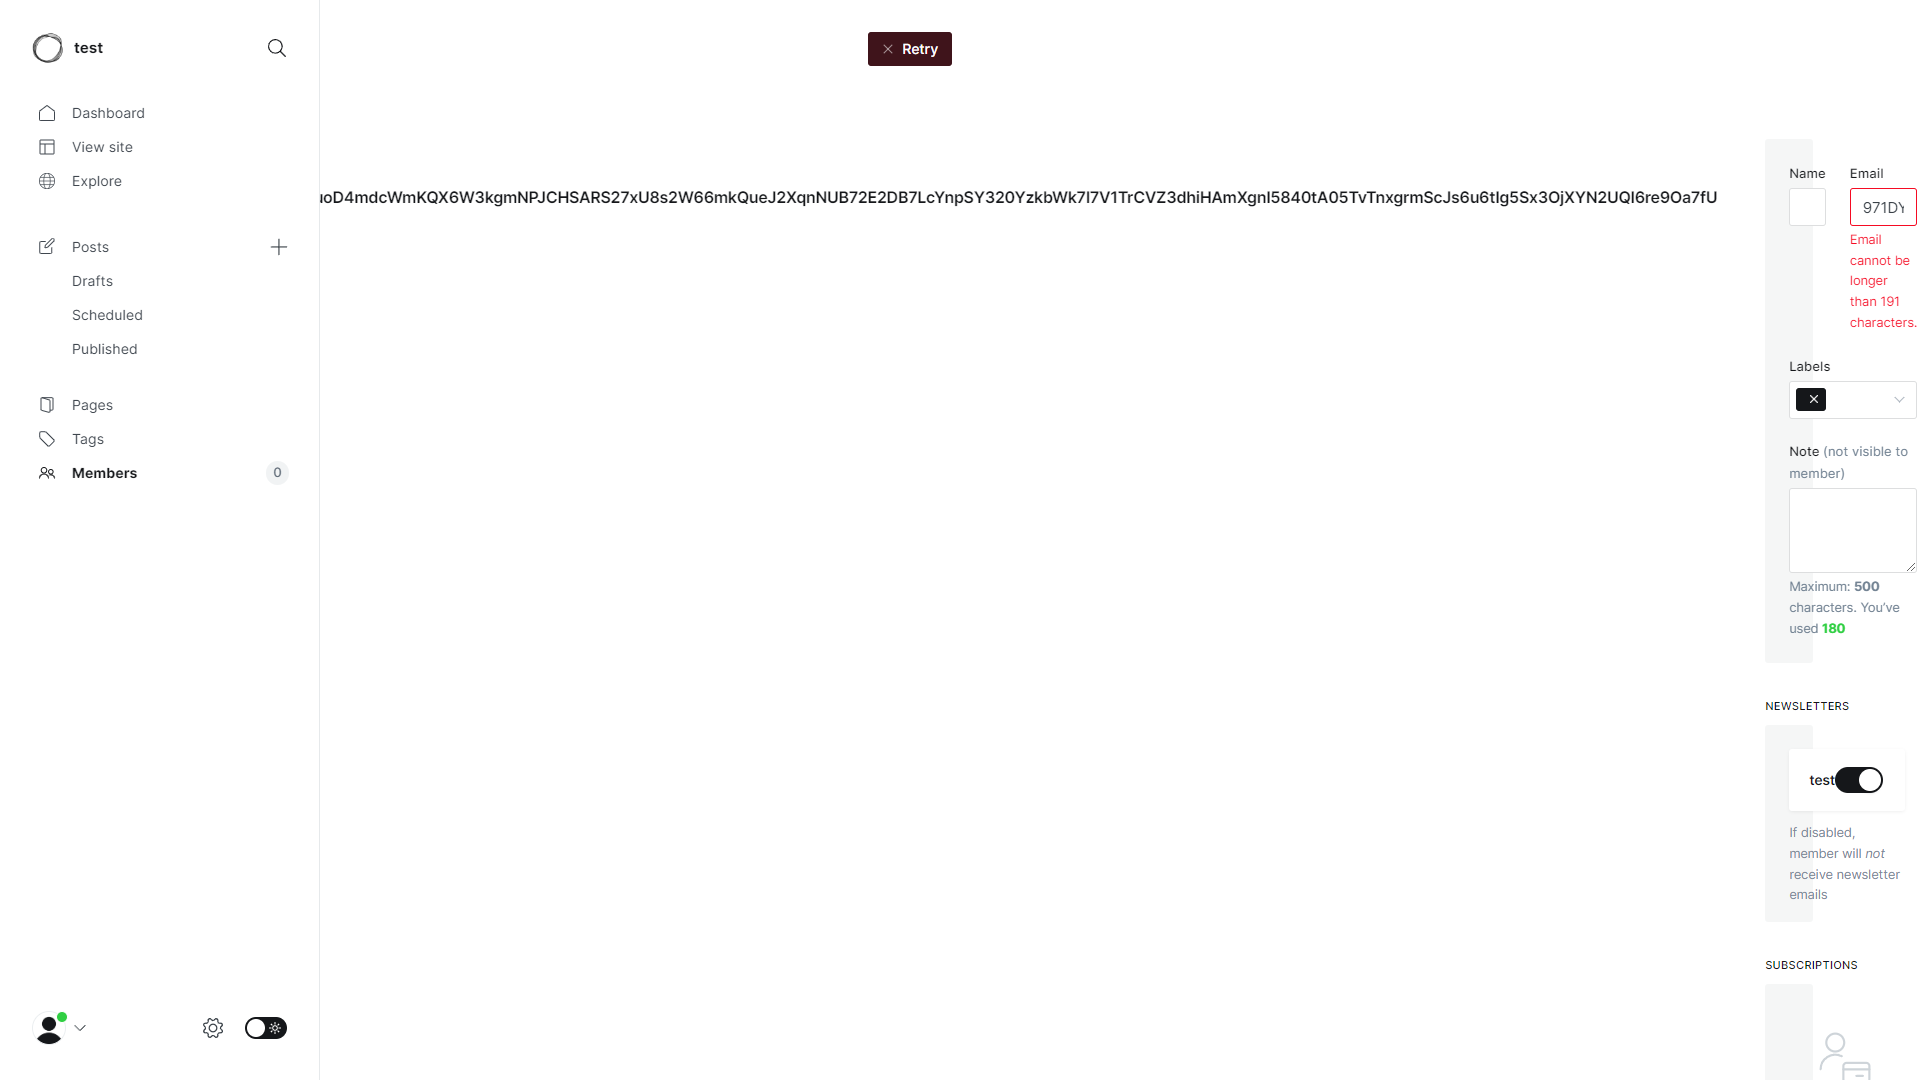 test
Dashboard
View site
Explore
Posts
Drafts
Scheduled
Published
Pages
Tags
Members 0
Retry
uoD4mdcWmKQX6W3kgmNPJCHSARS27xU8s2W66mkQueJ2XqnNUB72E2DB7LcYnpSY320YzkbWk7l7V1TrCVZ3dhiHAmXgnI5840tA05TvTnxgrmScJs6u6tIg5Sx3OjXYN2UQI6re9Oa7fU
Name Email
971DY
Email
cannot be
longer
than 191
characters.
Labels
Note (not visible to
member)
Maximum: 500
characters. You've
used 180
NEWSLETTERS
test
If disabled,
member will not
receive newsletter
emails
SUBSCRIPTIONS